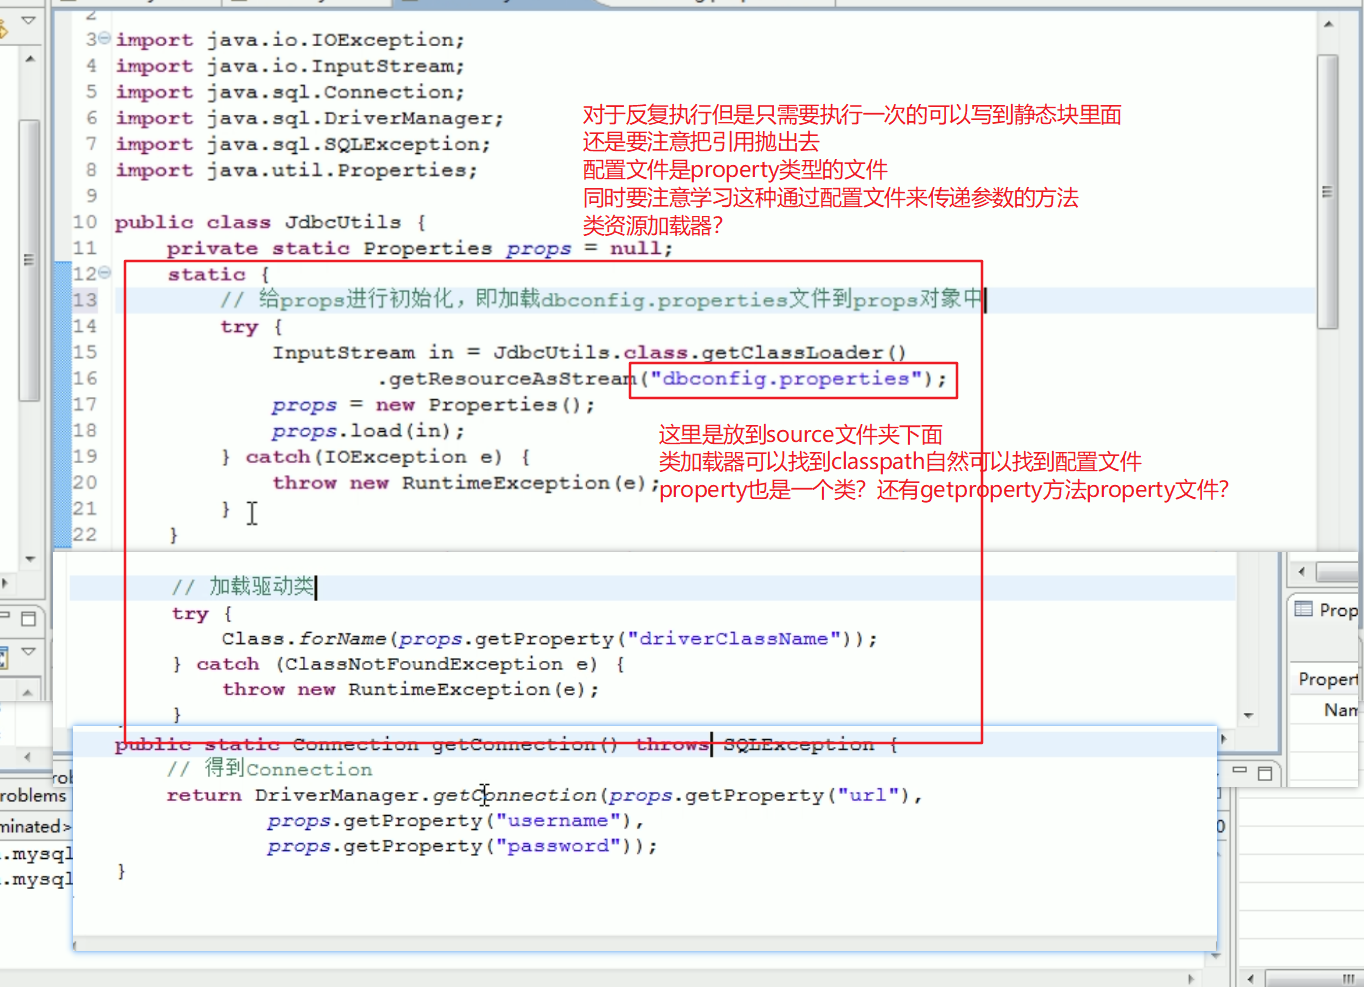 2
3 import java.io.IOException;
4 import java.io.InputStream;
5 import java.sql.Connection;
6 import java.sql.DriverManager;
7 import java.sql.SQLException;
8 import java.util.Properties;
9
10 public class JdbcUtils {
11 private static Properties props = null;
12 static {
13 // 给props进行初始化，即加载dbconfig.properties文件到props对象中
14 try {
15 InputStream in = JdbcUtils.class.getClassLoader()
16 .getResourceAsStream("dbconfig.properties");
17 props = new Properties();
18 props.load(in);
19 } catch(IOException e) {
20 throw new RuntimeException(e);
21 }
22 }
对于反复执行但是只需要执行一次的可以写到静态块里面
还是要注意把引用抛出去
配置文件是property类型的文件
同时要注意学习这种通过配置文件来传递参数的方法
类资源加载器？
这里是放到source文件夹下面
类加载器可以找到classpath自然可以找到配置文件
property也是一个类？还有getproperty方法property文件？
// 加载驱动类
try {
Class.forName(props.getProperty("driverClassName"));
} catch (ClassNotFoundException e) {
throw new RuntimeException(e);
}
public static Connection getConnection() throws SQLException {
// 得到Connection
return DriverManager.getConnection(props.getProperty("url"),
props.getProperty("username"),
props.getProperty("password"));
}
Prop
Propert
Nam
rob
roblems
minated>
.mysql
.mysql